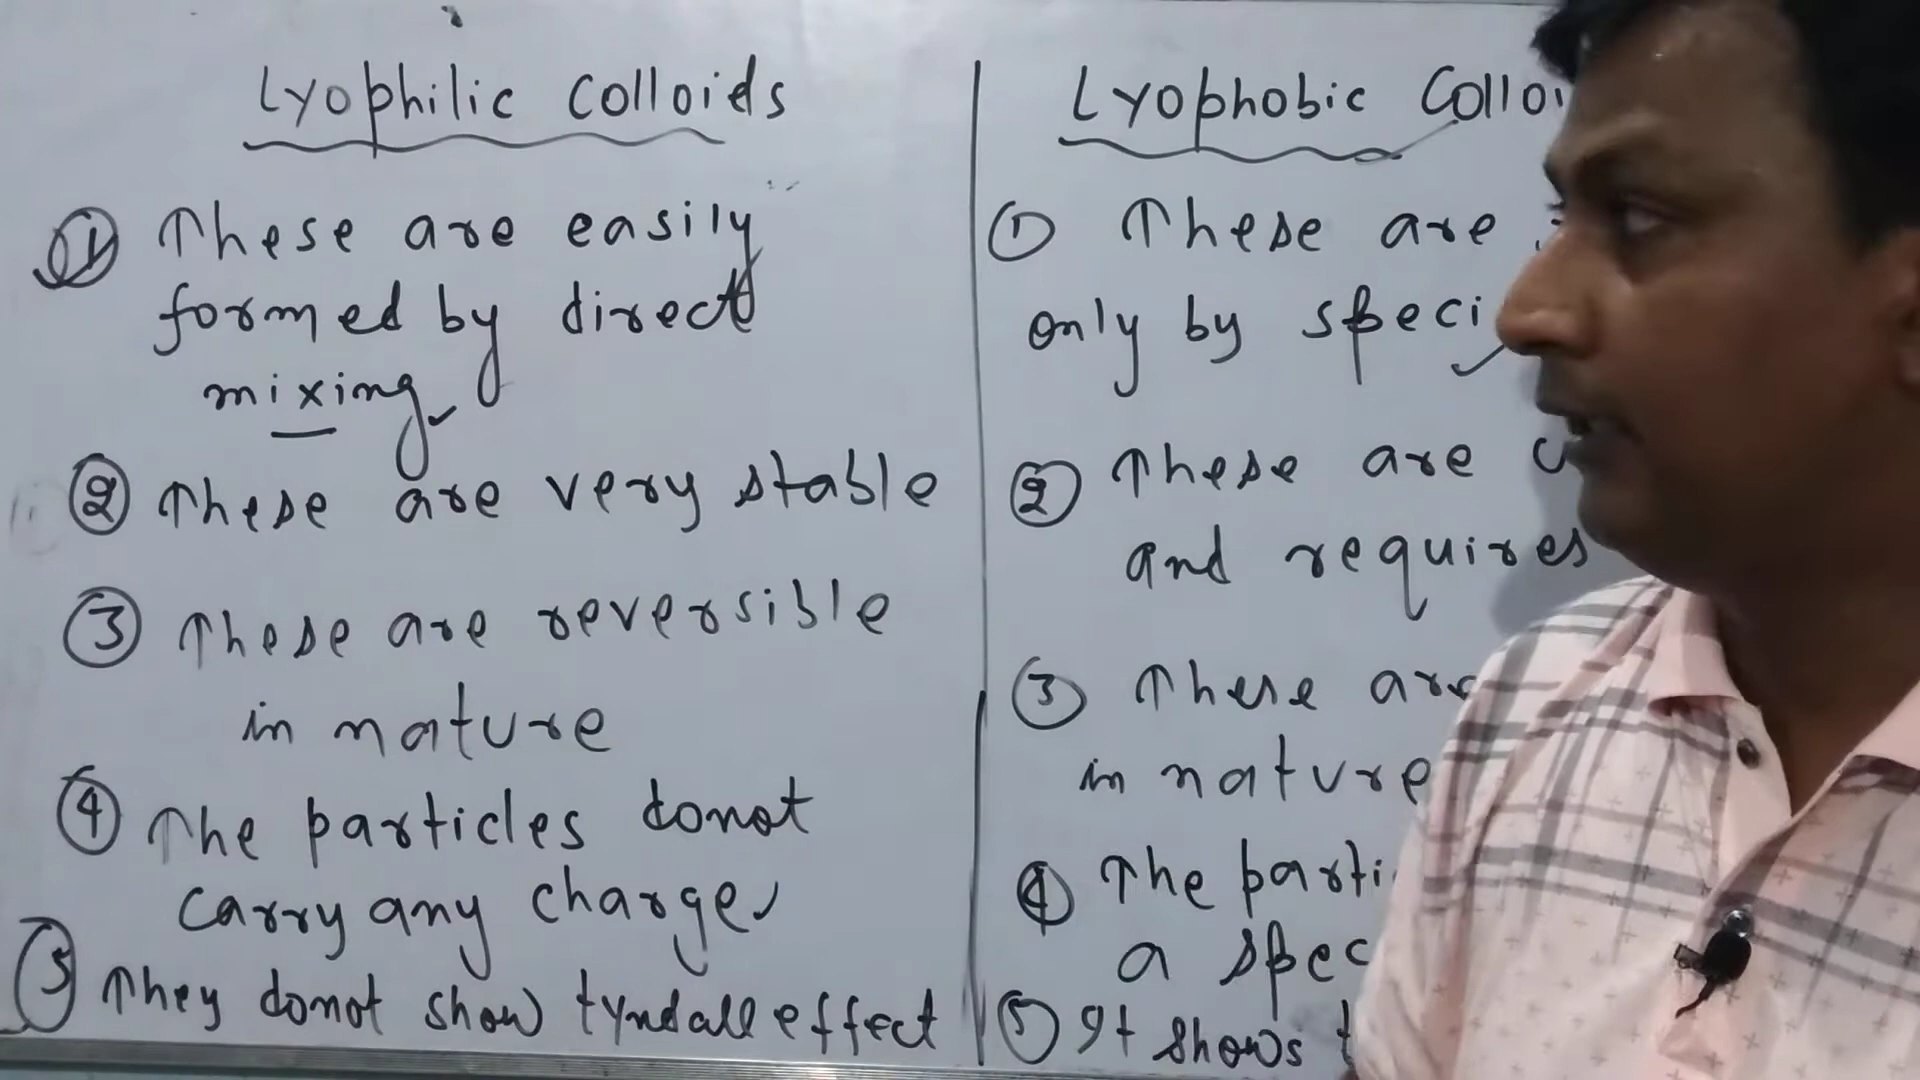 Lyophilic Colloids
① These are easily
formed by direct
mixing
② These are very stable
③ These are reversible
in nature
④ The particles donot
carry any charge
⑤ They donot show tyndall effect
Lyophobic Colloi
① These are
only by speci
② These are
and requires
③ These are
in nature
④ The parti
a spec
⑤ It shows t